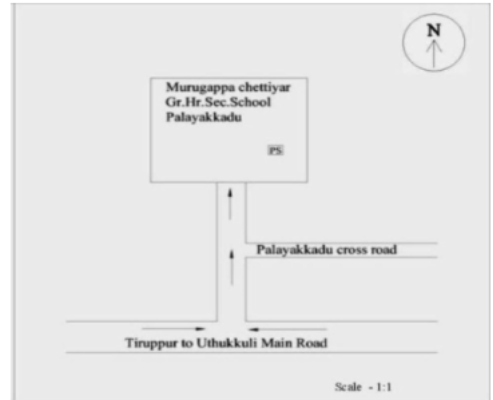 N
Murugappa chettiyar
Gr.Hr.Sec.School
Palayakkadu
PS
Palayakkadu cross road
Tiruppur to Uthukkuli Main Road
Scale - 1:1